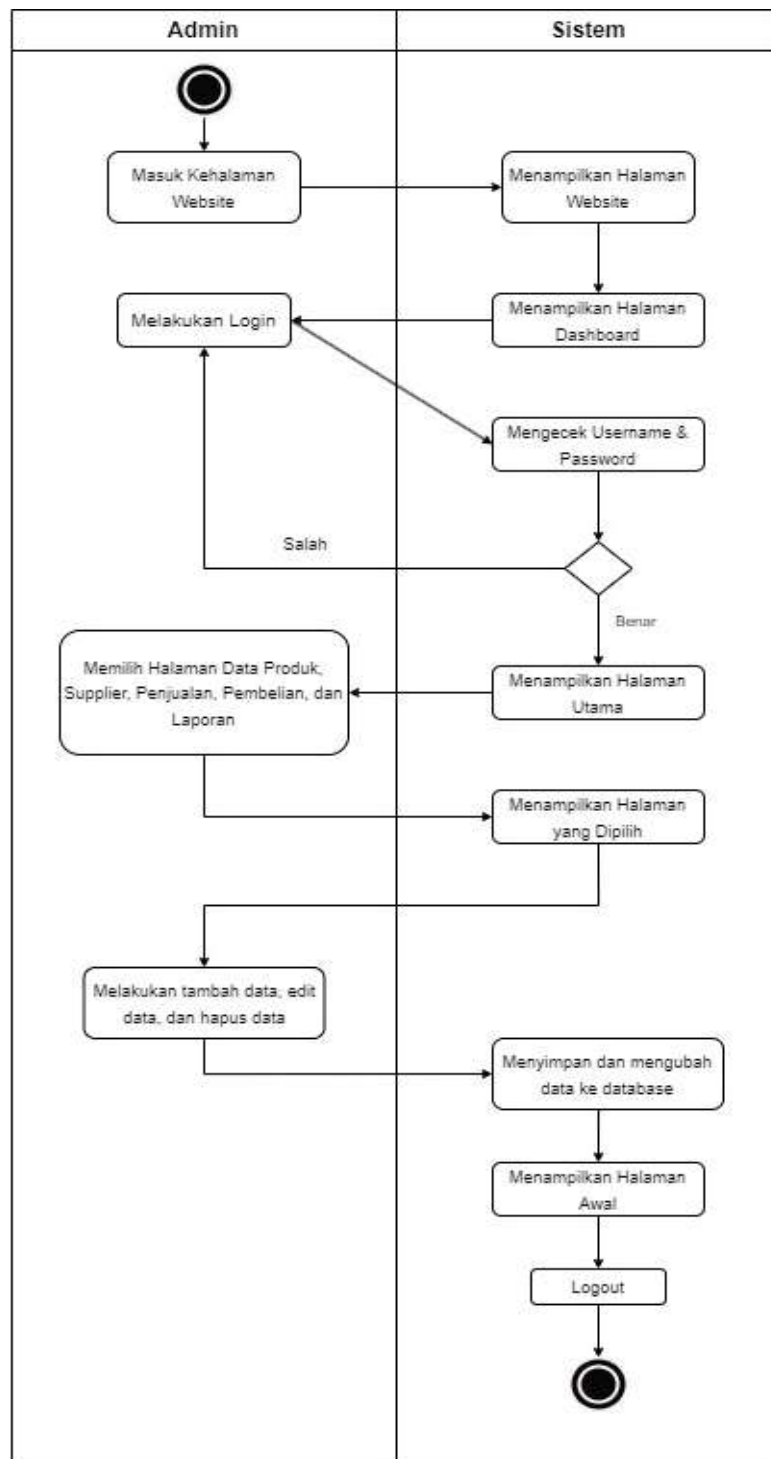 Admin
Sistem
Masuk Kehalaman
Website
Menampilkan Halaman
Website
Melakukan Login
Menampilkan Halaman
Dashboard
Mengecek Username &
Password
Salah
Benar
Memilih Halaman Data Produk,
Supplier, Penjualan, Pembelian, dan
Laporan
Menampilkan Halaman
Utama
Menampilkan Halaman
yang Dipilih
Melakukan tambah data, edit
data, dan hapus data
Menyimpan dan mengubah
data ke database
Menampilkan Halaman
Awal
Logout